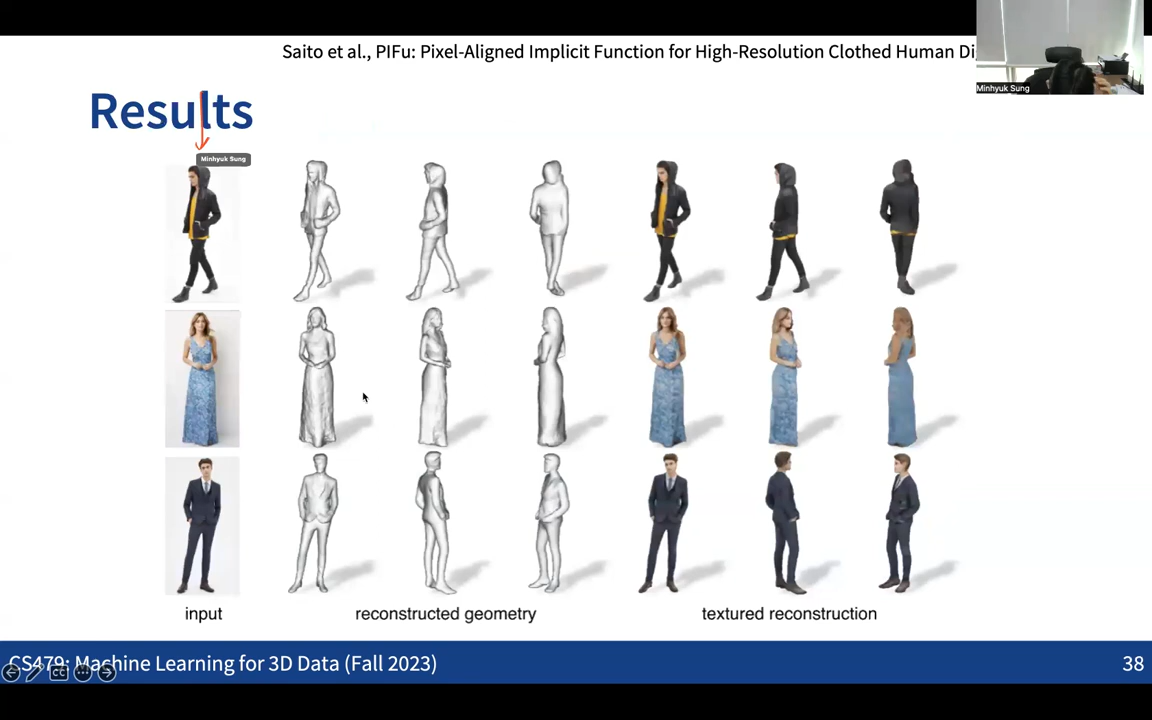 Saito et al., PIFu: Pixel-Aligned Implicit Function for High-Resolution Clothed Human
Minhyuk Sung
Results
Minhyuk Sung
input
reconstructed geometry
textured reconstruction
CS479: Machine Learning for 3D Data (Fall 2023)
CC
38